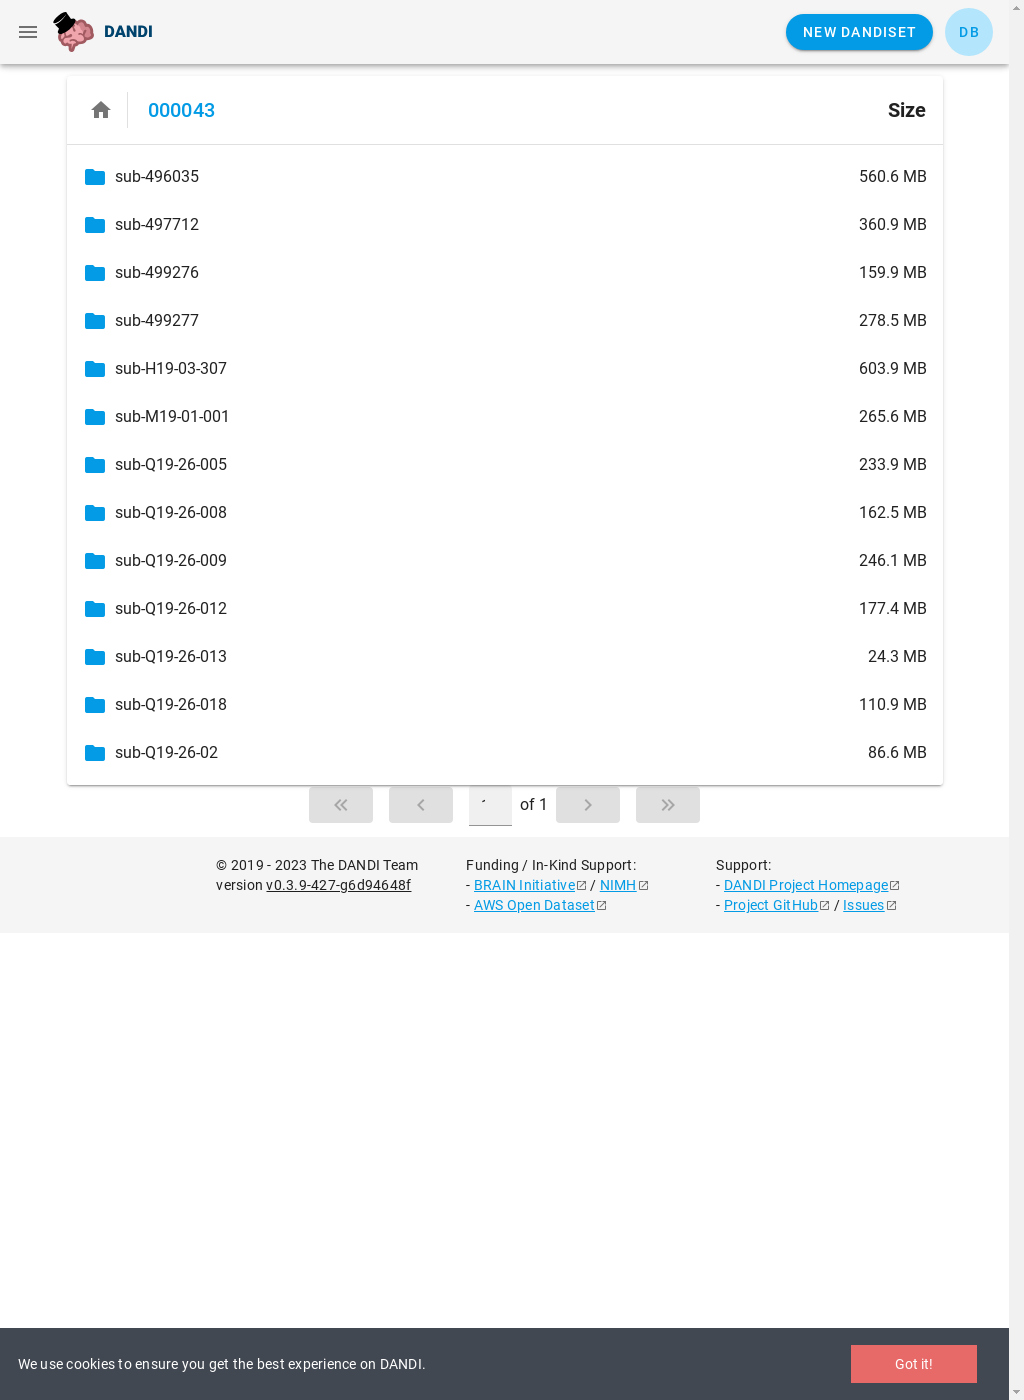 DANDI
NEW DANDISET
DB
000043
Size
sub-496035 560.6 MB
sub-497712 360.9 MB
sub-499276 159.9 MB
sub-499277 278.5 MB
sub-H19-03-307 603.9 MB
sub-M19-01-001 265.6 MB
sub-Q19-26-005 233.9 MB
sub-Q19-26-008 162.5 MB
sub-Q19-26-009 246.1 MB
sub-Q19-26-012 177.4 MB
sub-Q19-26-013 24.3 MB
sub-Q19-26-018 110.9 MB
sub-Q19-26-02 86.6 MB
of 1
© 2019 - 2023 The DANDI Team
version v0.3.9-427-g6d94648f
Funding / In-Kind Support:
- BRAIN Initiative / NIMH
- AWS Open Dataset
Support:
- DANDI Project Homepage
- Project GitHub / Issues
We use cookies to ensure you get the best experience on DANDI.
Got it!